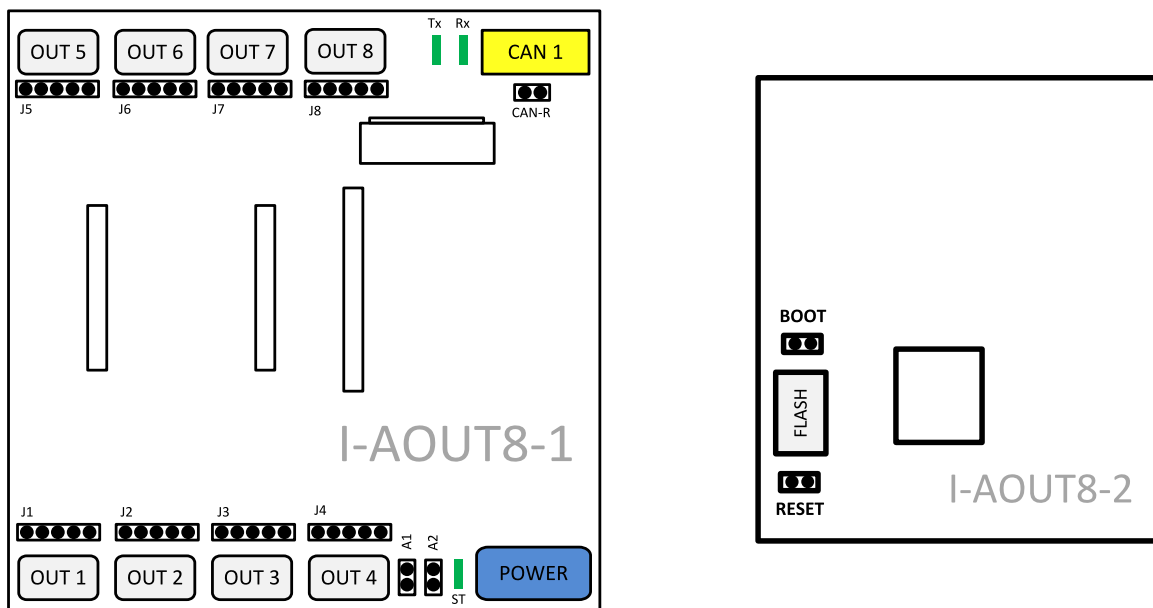 Tx Rx
OUT 5 OUT 6 OUT 7 OUT 8 CAN 1
J5 J6 J7 J8 CAN-R
I-AOUT8-1
J1 J2 J3 J4 A1 A2
OUT 1 OUT 2 OUT 3 OUT 4 ST POWER
BOOT
FLASH
RESET
I-AOUT8-2